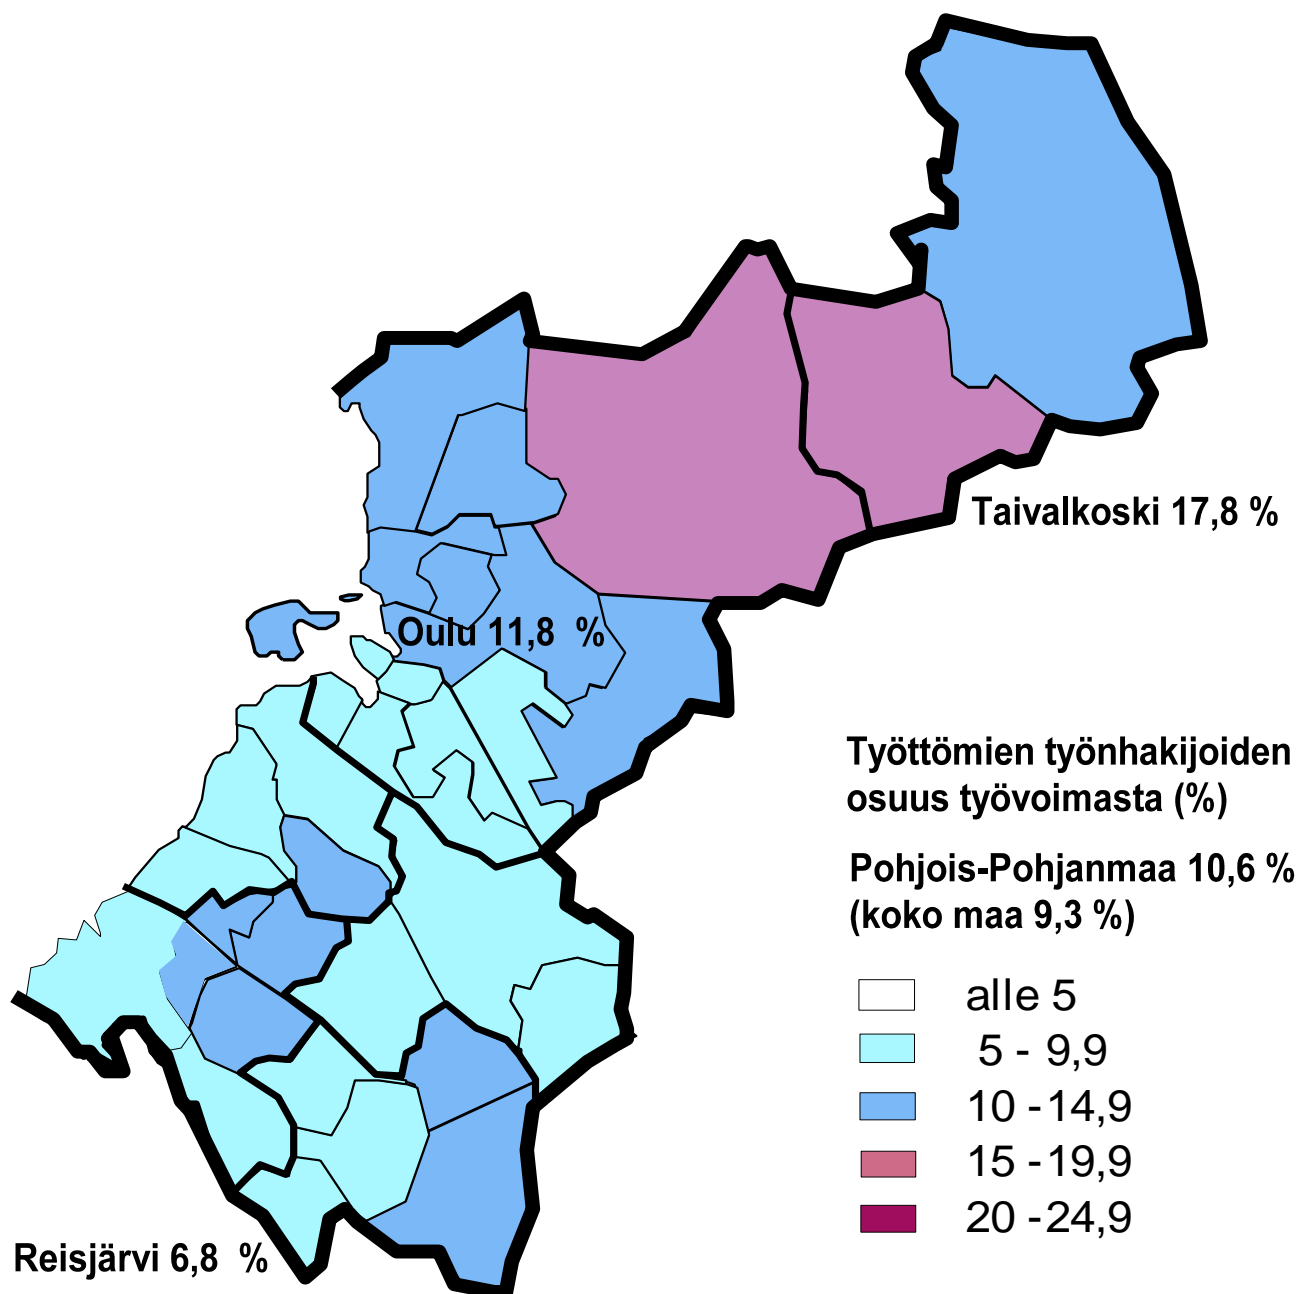 Taivalkoski 17,8 %
Oulu 11,8 %
Työttömien työnhakijoiden
osuus työvoimasta (%)
Pohjois-Pohjanmaa 10,6 %
(koko maa 9,3 %)
alle 5
5 - 9,9
10 -14,9
15 -19,9
20 -24,9
Reisjärvi 6,8 %